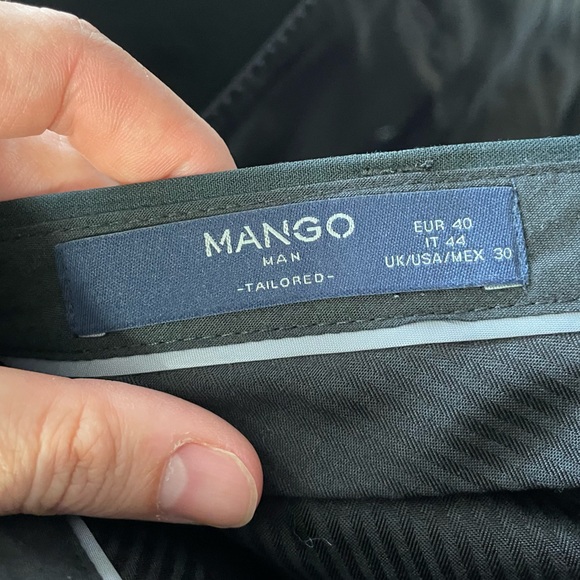 MANGO
MAN
-TAILORED-
EUR 40
IT 44
UK/USA/MEX 30